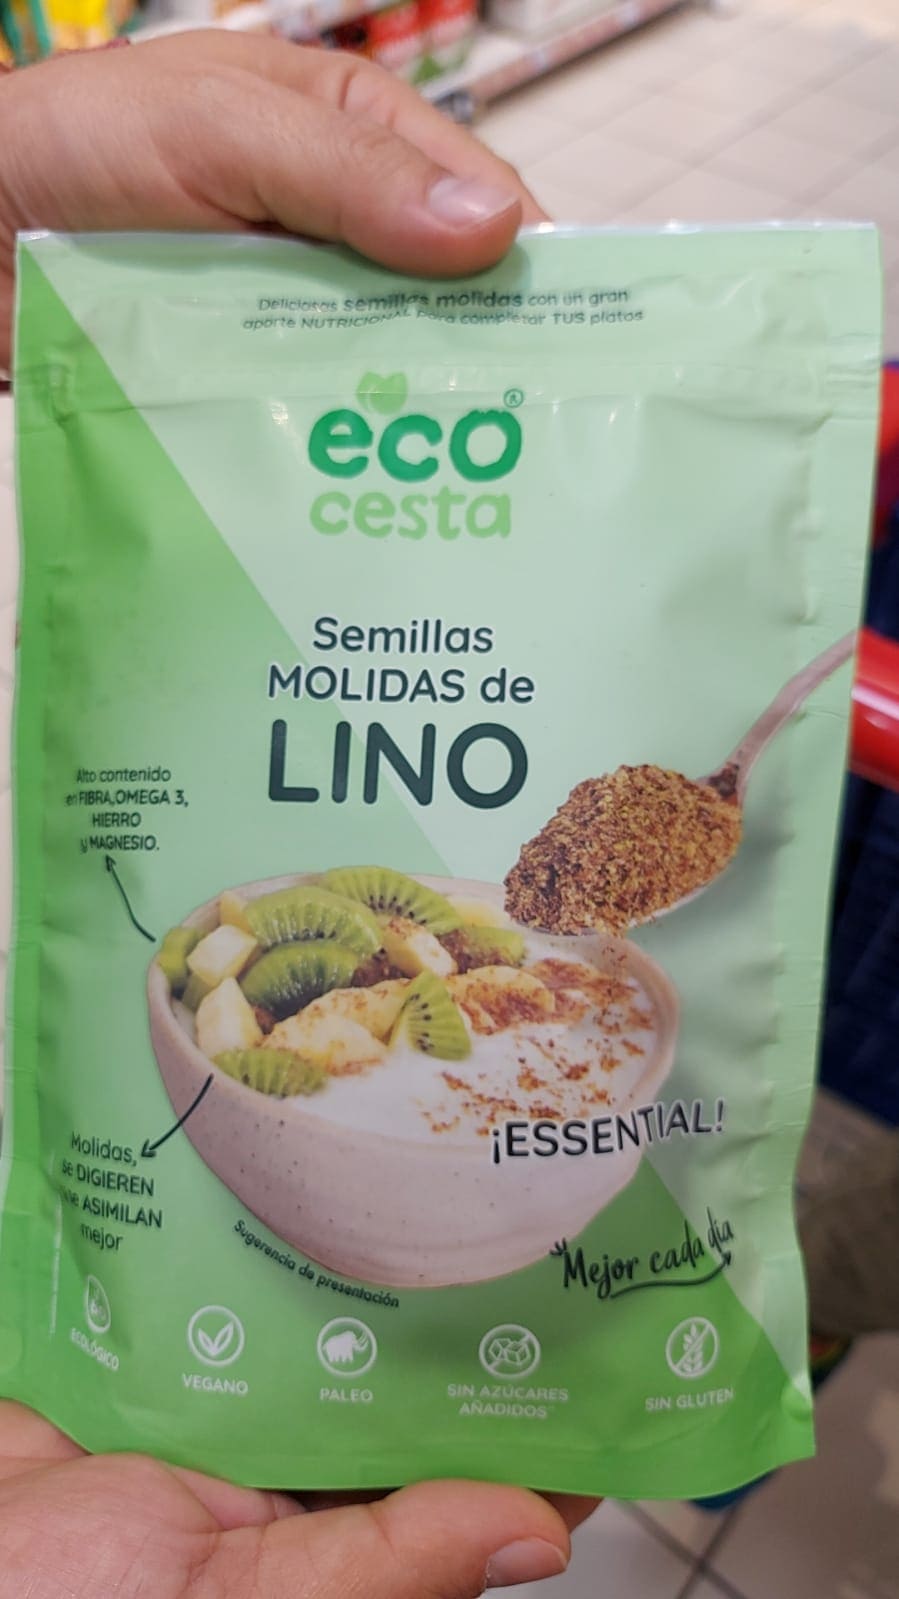 Deliciosas semillas molidas con un gran
aporte NUTRICIONAL para completar TUS platos
eco®
cesta
Semillas
MOLIDAS de
LINO
Alto contenido
en FIBRA, OMEGA 3,
HIERRO
y MAGNESIO.
¡ESSENTIAL!
Molidas,
se DIGIEREN
ASIMILAN
mejor
Sugerencia de presentación
Mejor cada día
ECOLÓGICO
VEGANO
PALEO
SIN AZÚCARES
AÑADIDOS
SIN GLUTEN